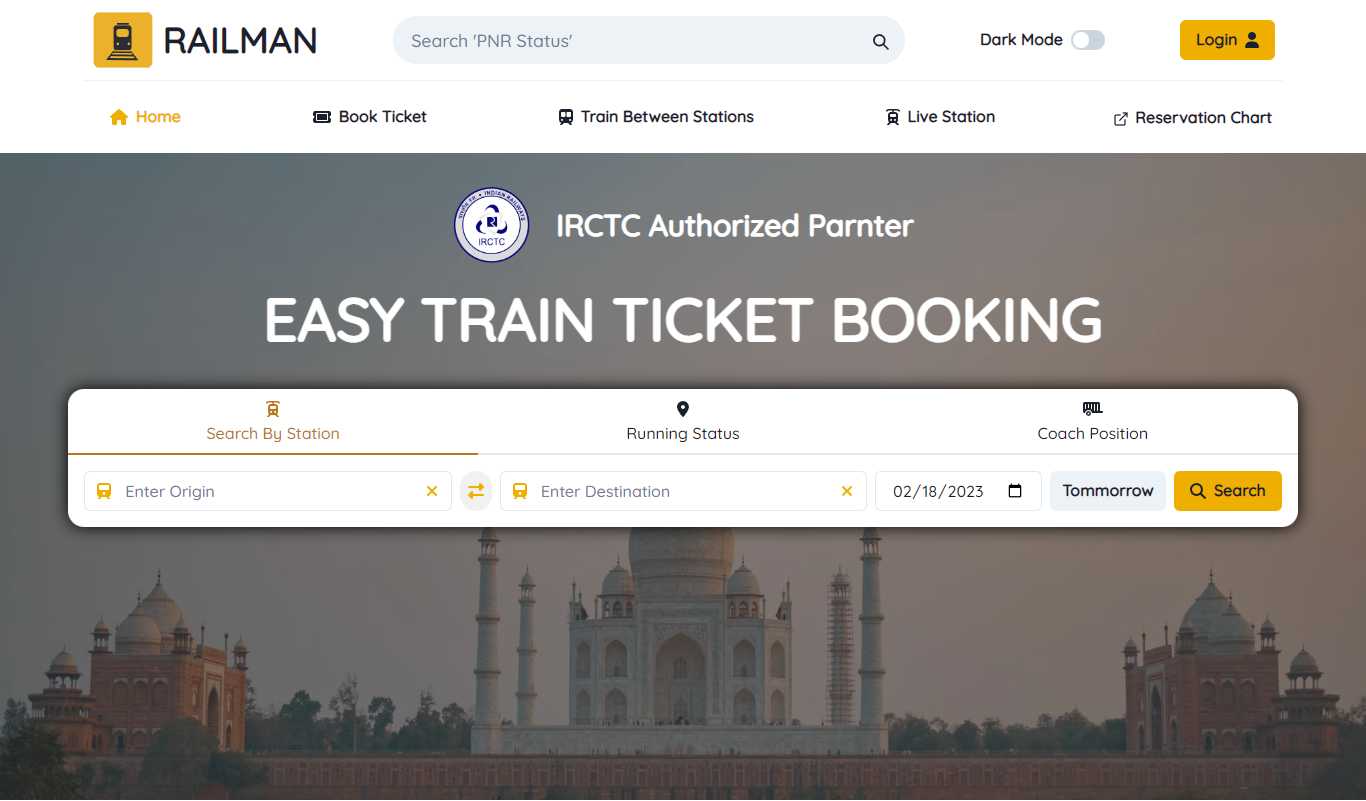 RAILMAN
Search 'PNR Status'
Dark Mode
Login
Home
Book Ticket
Train Between Stations
Live Station
Reservation Chart
INDIAN RAILWAYS
IRCTC
IRCTC Authorized Parnter
EASY TRAIN TICKET BOOKING
Search By Station
Running Status
Coach Position
Enter Origin
Enter Destination
02/18/2023
Tommorrow
Search